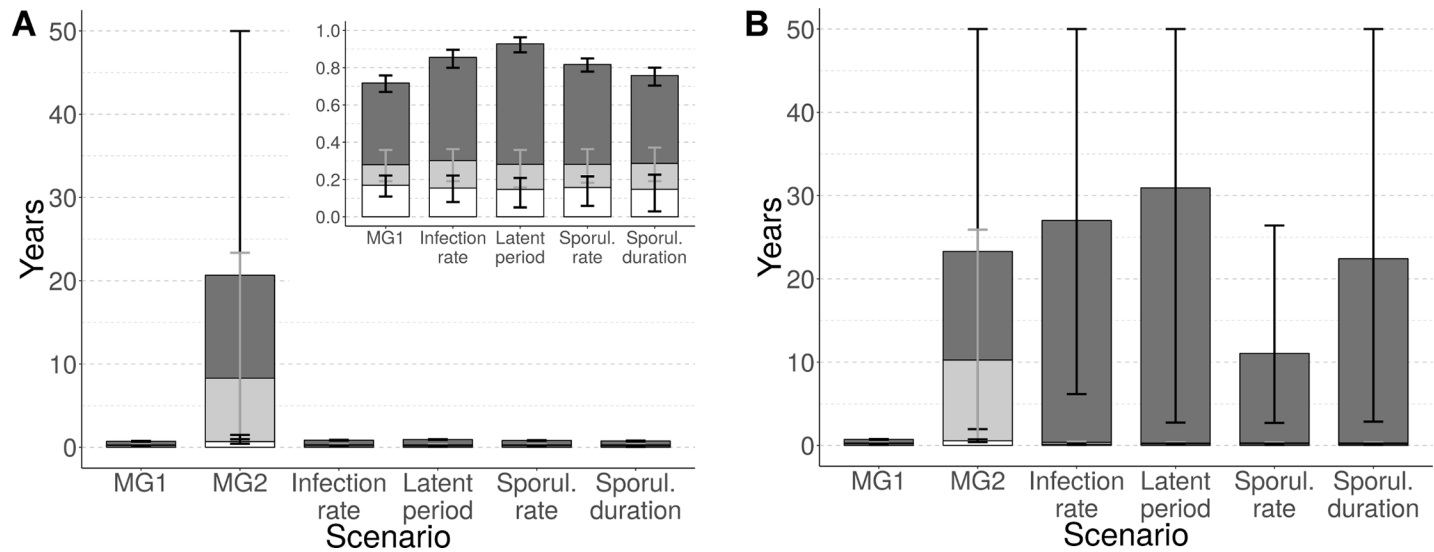 A
Years
50
40
30
20
10
0
1.0
0.8
0.6
0.4
0.2
0.0
MG1 Infection rate Latent period Sporul. rate Sporul. duration
MG1 MG2 Infection rate Latent period Sporul. rate Sporul. duration
Scenario
B
Years
50
40
30
20
10
0
MG1 MG2 Infection rate Latent period Sporul. rate Sporul. duration
Scenario